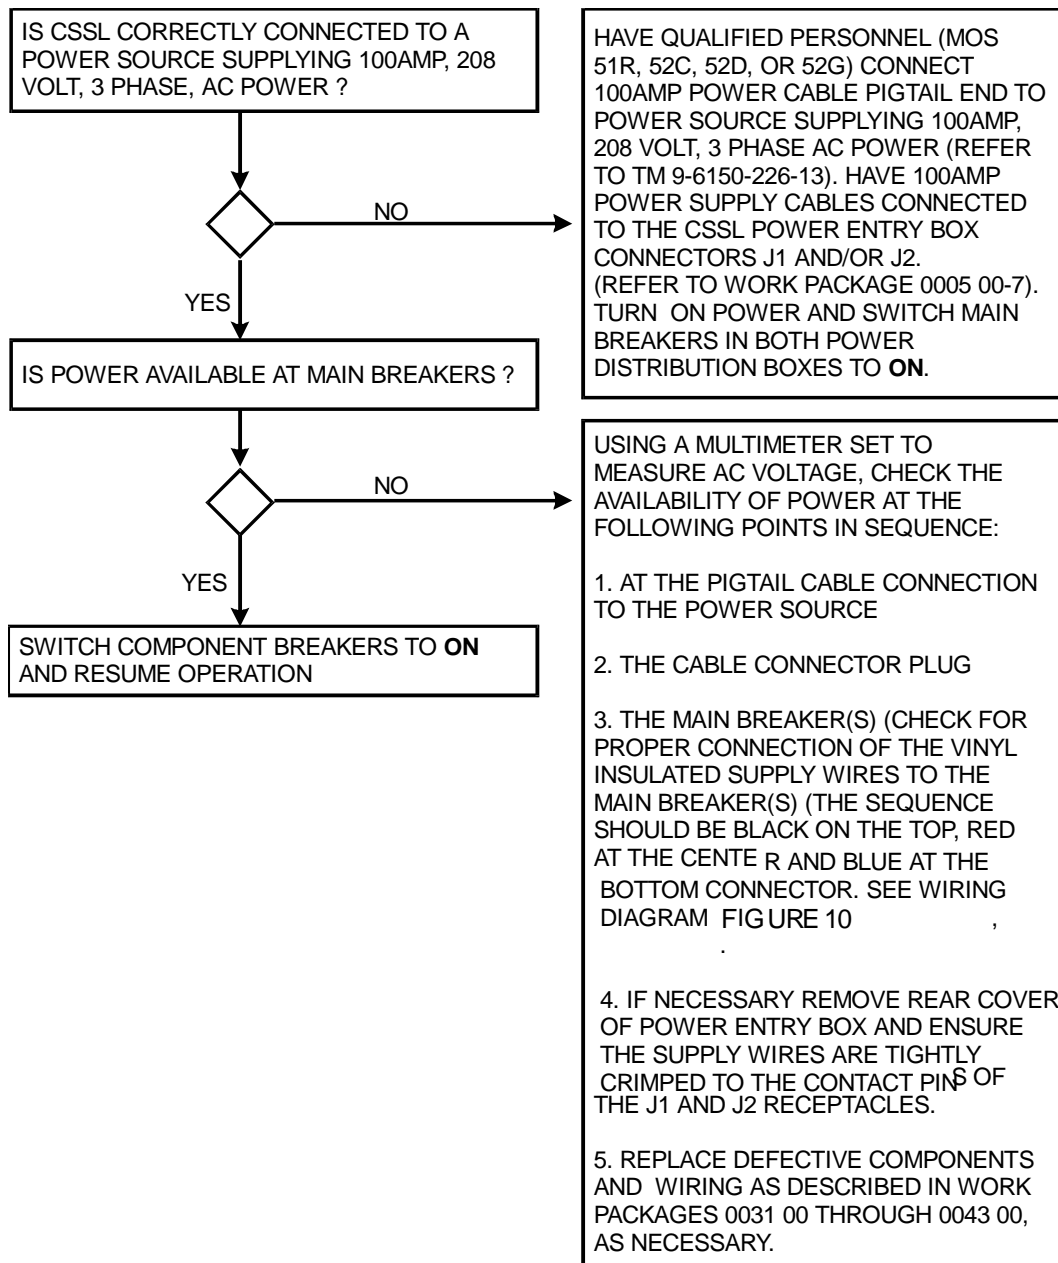 IS CSSL CORRECTLY CONNECTED TO A
POWER SOURCE SUPPLYING 100AMP, 208
VOLT, 3 PHASE, AC POWER ?
NO
YES
IS POWER AVAILABLE AT MAIN BREAKERS ?
NO
YES
SWITCH COMPONENT BREAKERS TO ON
AND RESUME OPERATION
HAVE QUALIFIED PERSONNEL (MOS
51R, 52C, 52D, OR 52G) CONNECT
100AMP POWER CABLE PIGTAIL END TO
POWER SOURCE SUPPLYING 100AMP,
208 VOLT, 3 PHASE AC POWER (REFER
TO TM 9-6150-226-13). HAVE 100AMP
POWER SUPPLY CABLES CONNECTED
TO THE CSSL POWER ENTRY BOX
CONNECTORS J1 AND/OR J2.
(REFER TO WORK PACKAGE 0005 00-7).
TURN ON POWER AND SWITCH MAIN
BREAKERS IN BOTH POWER
DISTRIBUTION BOXES TO ON.
USING A MULTIMETER SET TO
MEASURE AC VOLTAGE, CHECK THE
AVAILABILITY OF POWER AT THE
FOLLOWING POINTS IN SEQUENCE:
1. AT THE PIGTAIL CABLE CONNECTION
TO THE POWER SOURCE
2. THE CABLE CONNECTOR PLUG
3. THE MAIN BREAKER(S) (CHECK FOR
PROPER CONNECTION OF THE VINYL
INSULATED SUPPLY WIRES TO THE
MAIN BREAKER(S) (THE SEQUENCE
SHOULD BE BLACK ON THE TOP, RED
AT THE CENTE R AND BLUE AT THE
BOTTOM CONNECTOR. SEE WIRING
DIAGRAM FIGURE 10 ,
.
4. IF NECESSARY REMOVE REAR COVER
OF POWER ENTRY BOX AND ENSURE
THE SUPPLY WIRES ARE TIGHTLY
CRIMPED TO THE CONTACT PINS OF
THE J1 AND J2 RECEPTACLES.
5. REPLACE DEFECTIVE COMPONENTS
AND WIRING AS DESCRIBED IN WORK
PACKAGES 0031 00 THROUGH 0043 00,
AS NECESSARY.